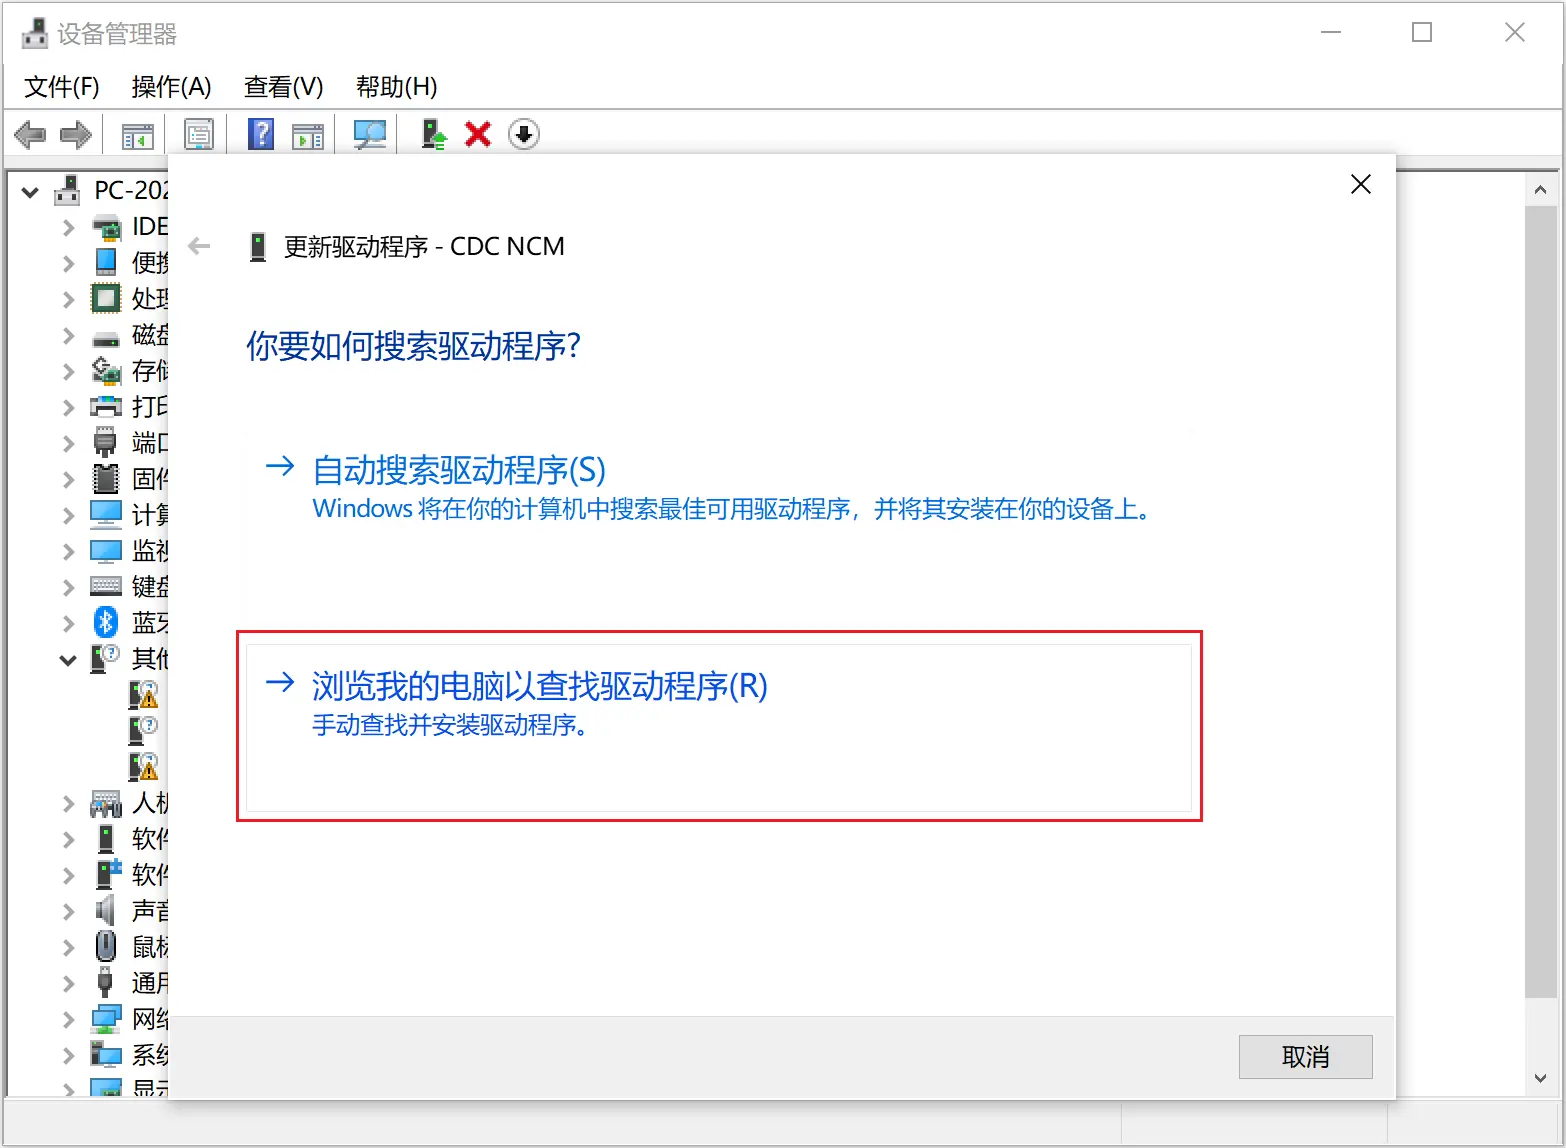 设备管理器
文件(F) 操作(A) 查看(V) 帮助(H)
PC-202
IDE
便携
处理
磁盘
存储
打印
端口
固件
计算
监视
键盘
蓝牙
其他
人机
软件
软件
声音
鼠标
通用
网络
系统
显示
更新驱动程序 - CDC NCM
你要如何搜索驱动程序?
自动搜索驱动程序(S)
Windows 将在你的计算机中搜索最佳可用驱动程序，并将其安装在你的设备上。
浏览我的电脑以查找驱动程序(R)
手动查找并安装驱动程序。
取消